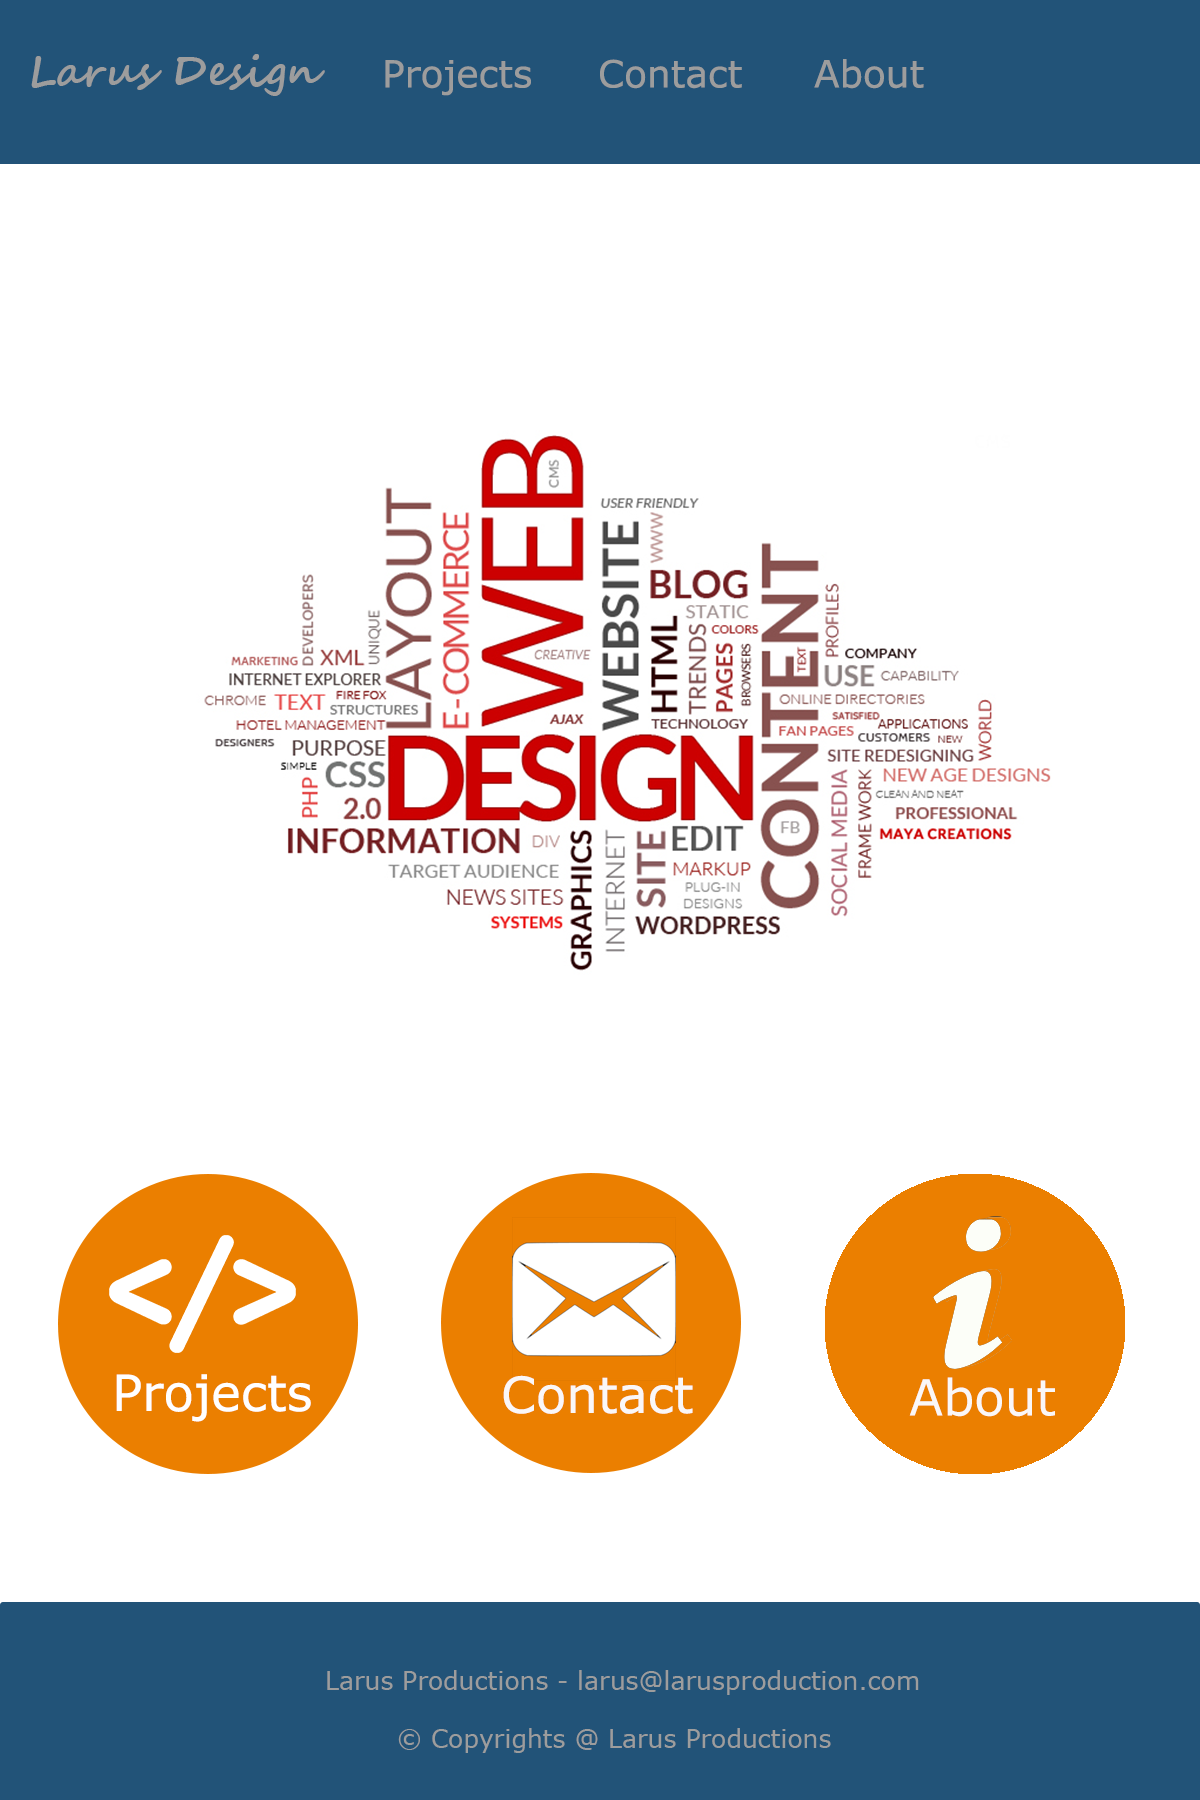 Larus Design Projects Contact About
WEB
CMS
USER FRIENDLY
LAYOUT
E-COMMERCE
WEBSITE
WWW
BLOG
STATIC
CONTENT
DEVELOPERS
UNIQUE
CREATIVE
HTML
TRENDS
COLORS
PAGES
BROWSERS
TEXT
PROFILES
MARKETING
XML
COMPANY
INTERNET EXPLORER
USE
CAPABILITY
CHROME
TEXT
FIRE FOX
STRUCTURES
ONLINE DIRECTORIES
HOTEL MANAGEMENT
AJAX
TECHNOLOGY
SATISFIED
FAN PAGES
APPLICATIONS
WORLD
DESIGNERS
PURPOSE
DESIGN
CUSTOMERS
NEW
SITE REDESIGNING
SIMPLE
CSS
PHP
2.0
NEW AGE DESIGNS
SOCIAL MEDIA
FRAME WORK
CLEAN AND NEAT
PROFESSIONAL
MAYA CREATIONS
INFORMATION
DIV
GRAPHICS
INTERNET
SITE
EDIT
FB
TARGET AUDIENCE
MARKUP
NEWS SITES
PLUG-IN
DESIGNS
SYSTEMS
WORDPRESS
</>
Projects
Contact
i
About
Larus Productions - larus@larusproduction.com
© Copyrights @ Larus Productions